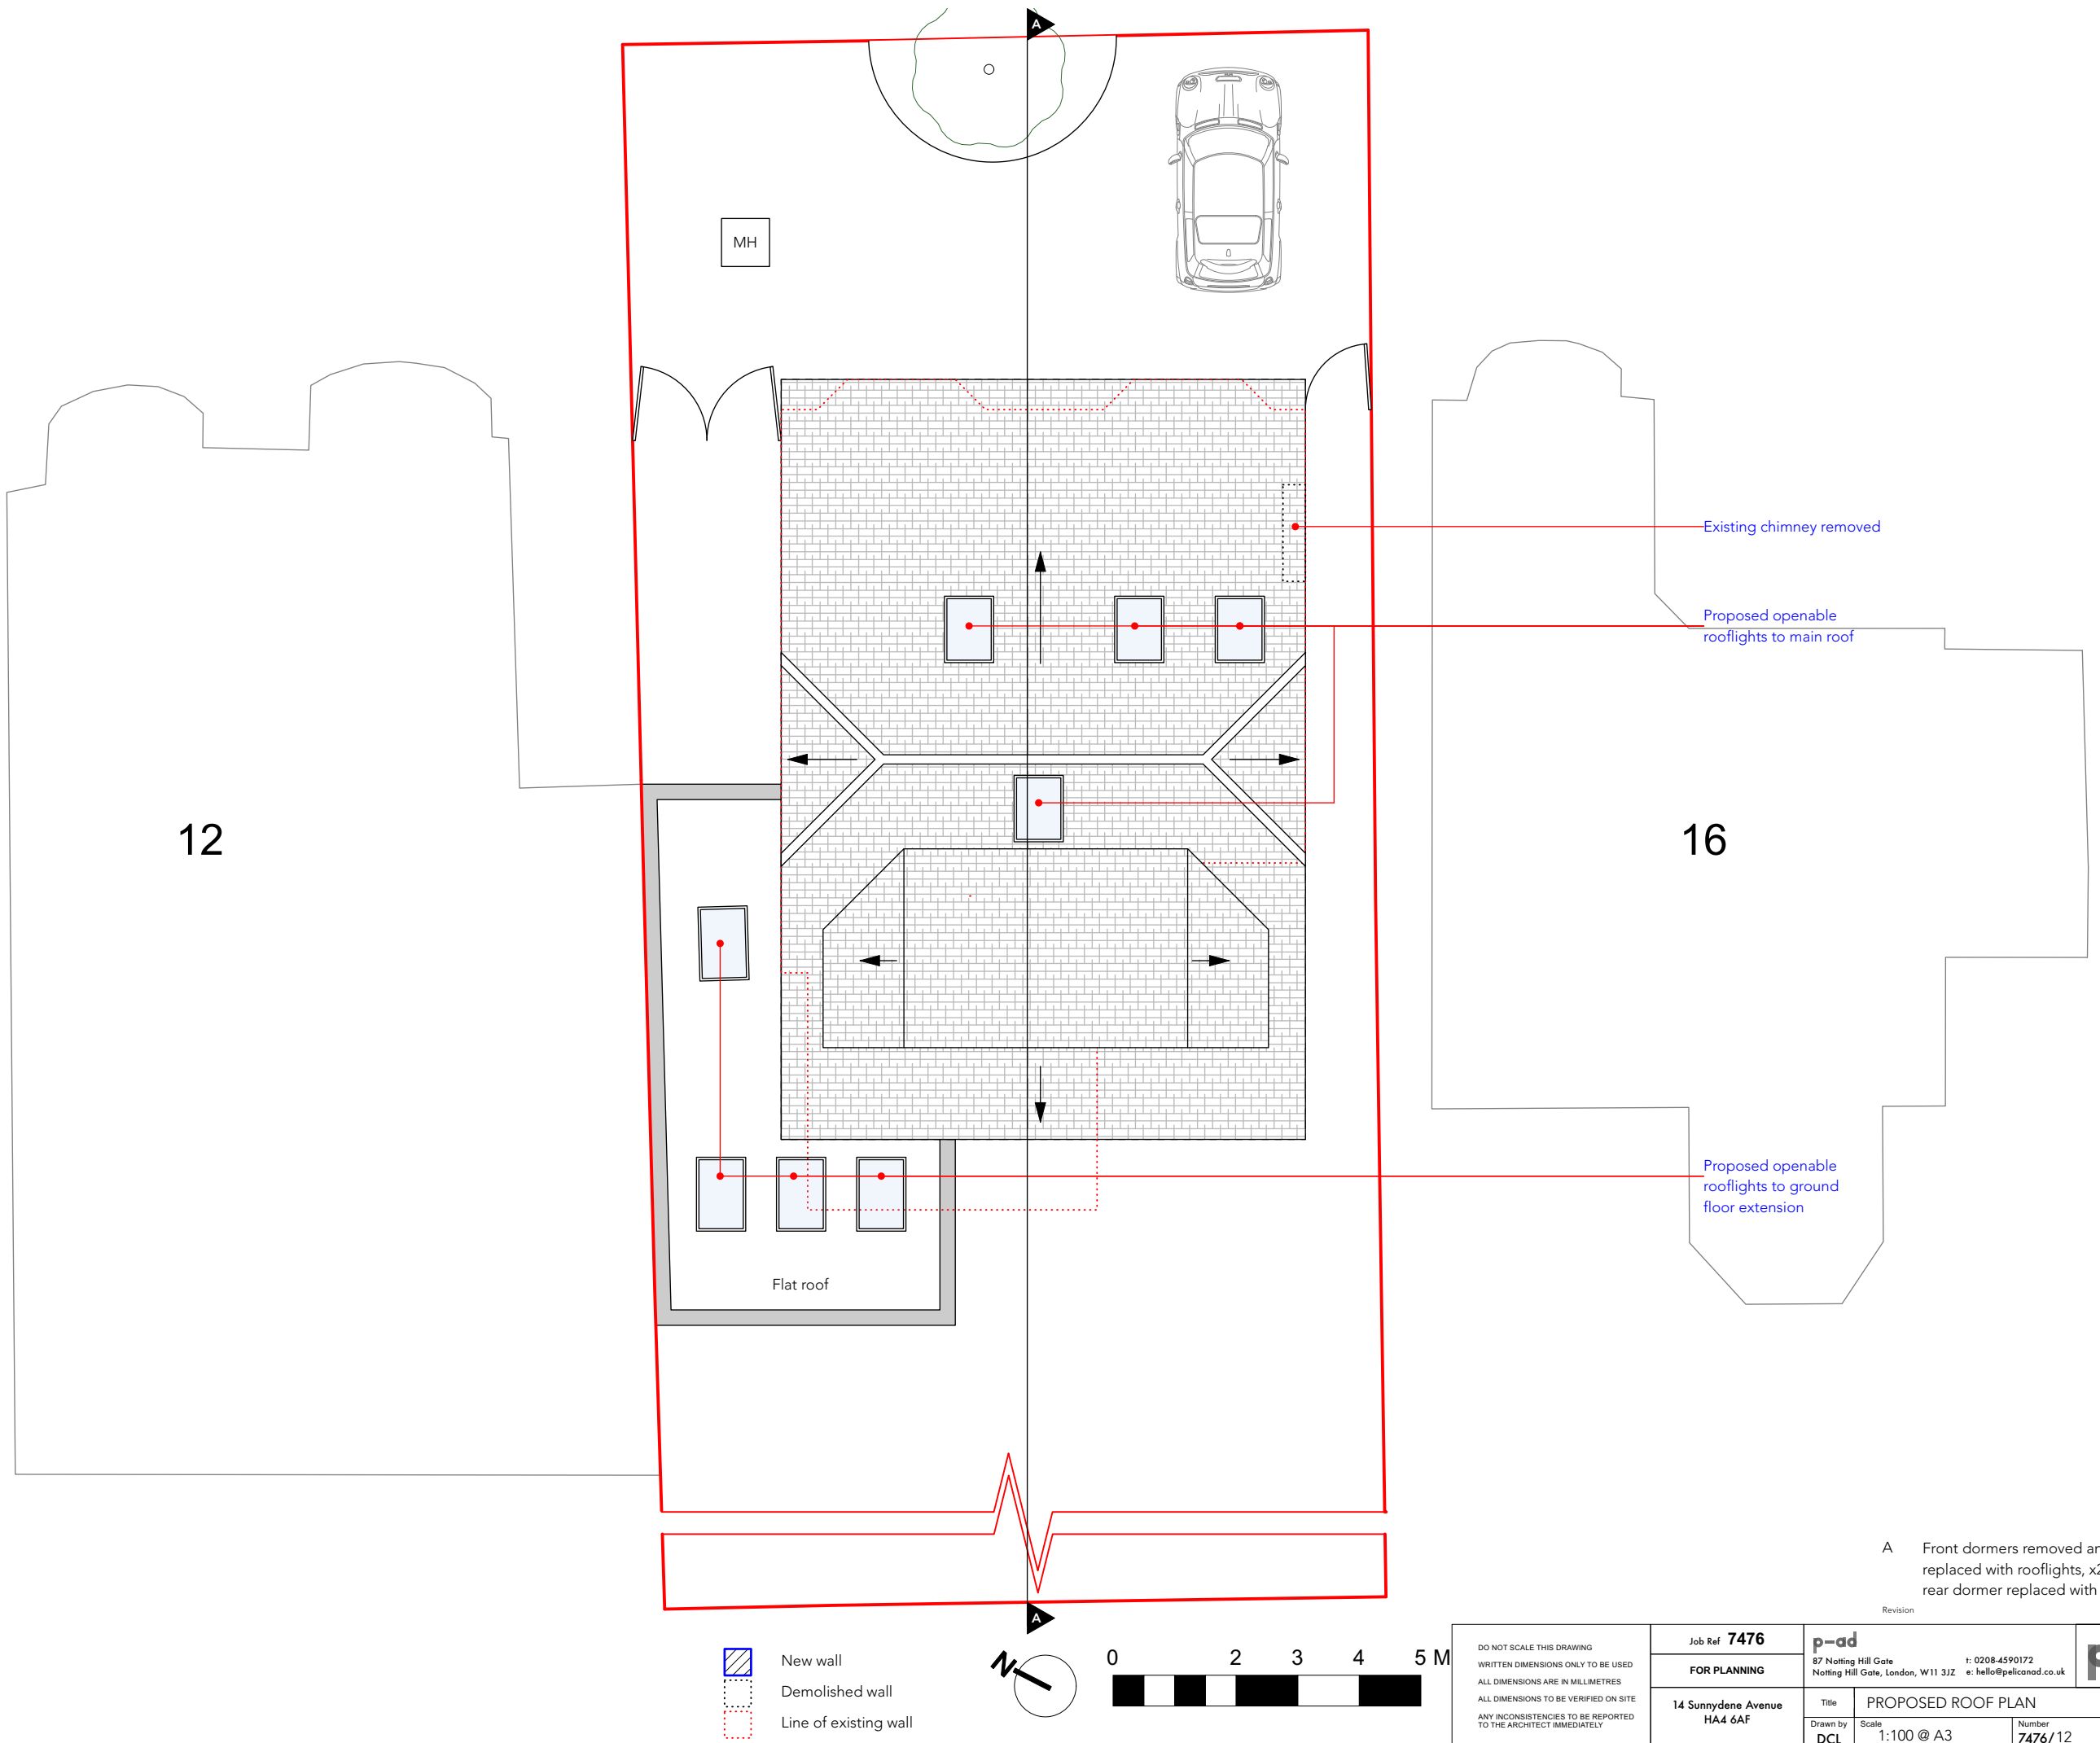 A
MH
Existing chimney removed
Proposed openable
rooflights to main roof
12
16
Proposed openable
rooflights to ground
floor extension
Flat roof
A Front dormers removed
replaced with rooflights,
rear dormer replaced with
Revision
A
New wall
Demolished wall
Line of existing wall
N
0 2 3 4 5 M
DO NOT SCALE THIS DRAWING
WRITTEN DIMENSIONS ONLY TO BE USED
ALL DIMENSIONS ARE IN MILLIMETRES
ALL DIMENSIONS TO BE VERIFIED ON SITE
ANY INCONSISTENCIES TO BE REPORTED
TO THE ARCHITECT IMMEDIATELY
Job Ref 7476
FOR PLANNING
14 Sunnydene Avenue
HA4 6AF
p-ad
87 Notting Hill Gate t: 0208-4590172
Notting Hill Gate, London, W11 3JZ e: hello@pelicanad.co.uk
Title PROPOSED ROOF PLAN
Drawn by
DCL
Scale
1:100 @ A3
Number
7476/12